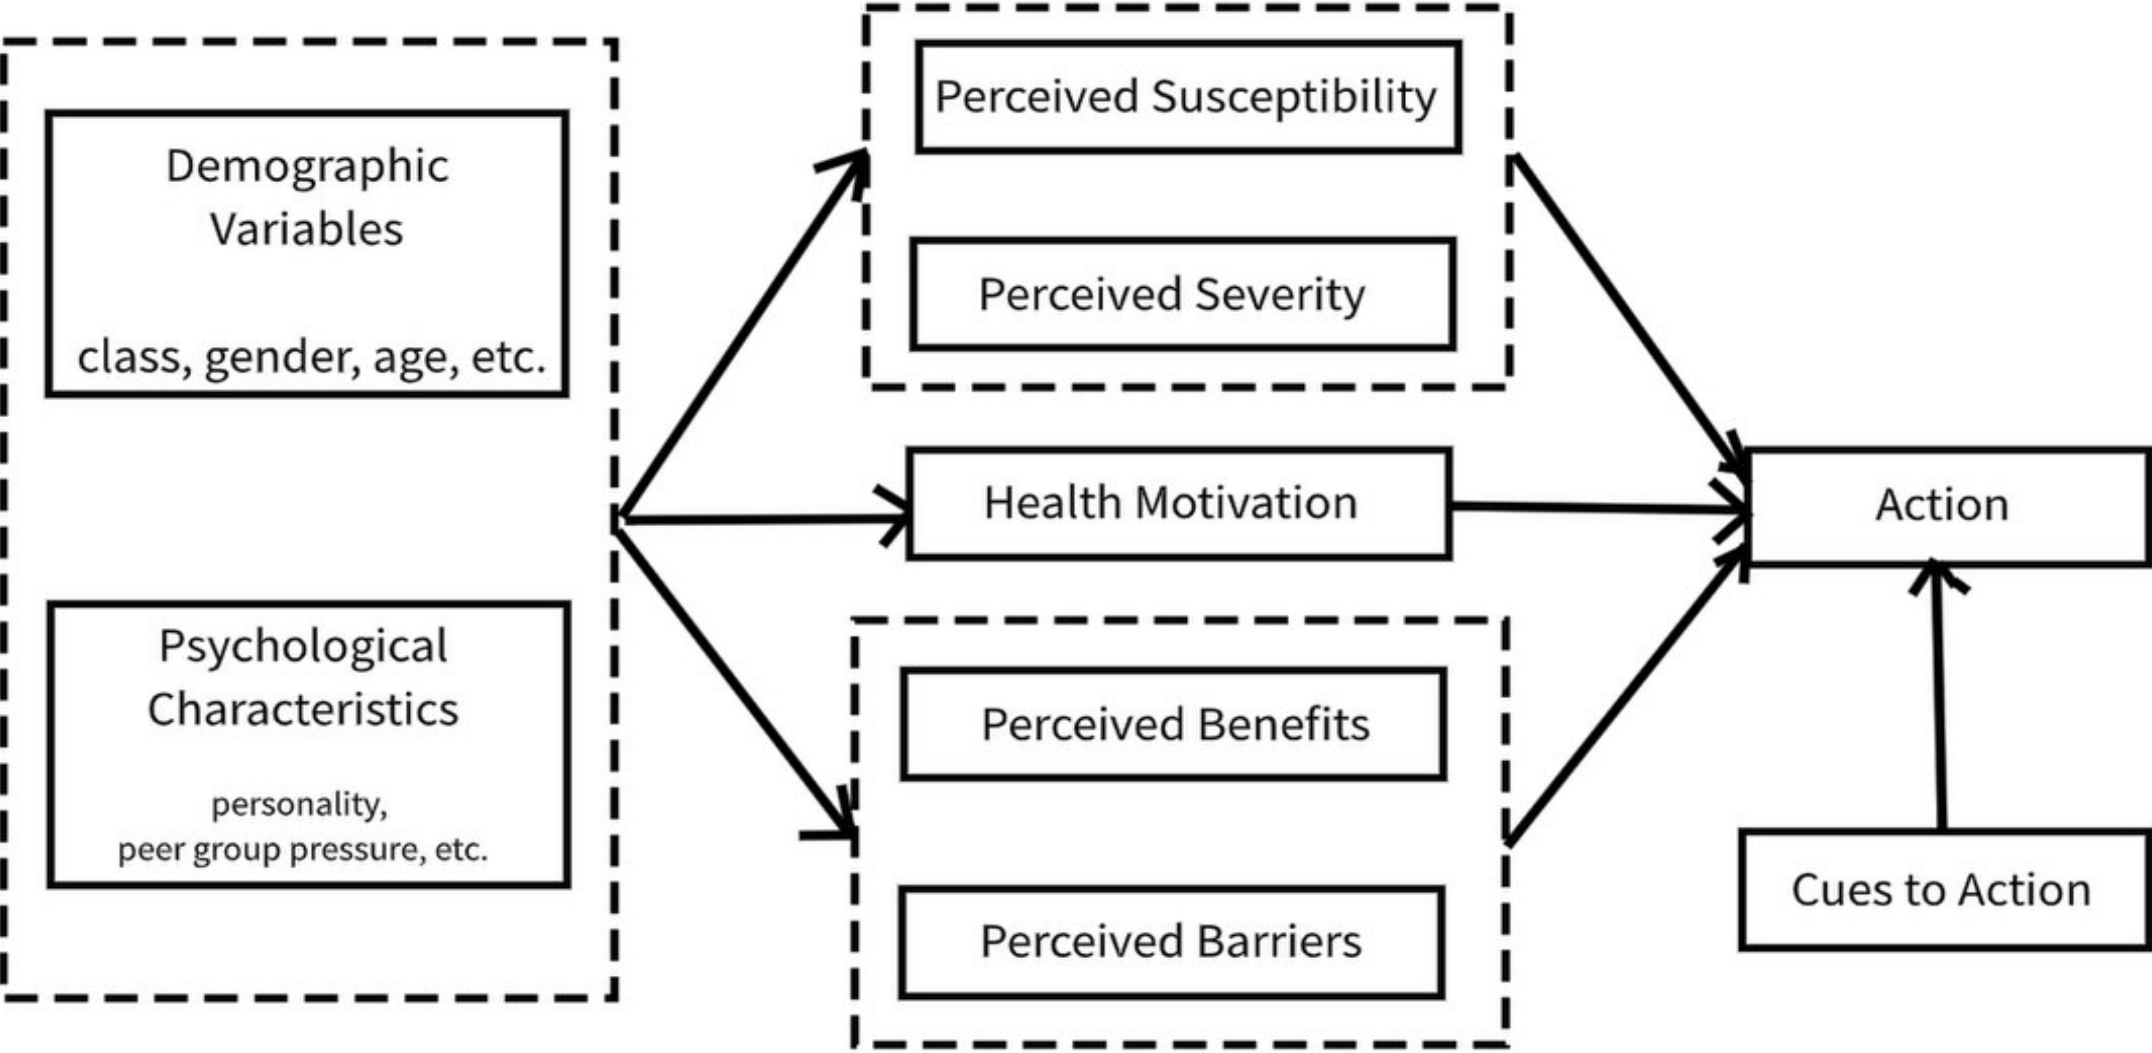 Demographic
Variables
class, gender, age, etc.
Psychological
Characteristics
personality,
peer group pressure, etc.
Perceived Susceptibility
Perceived Severity
Health Motivation
Perceived Benefits
Perceived Barriers
Action
Cues to Action